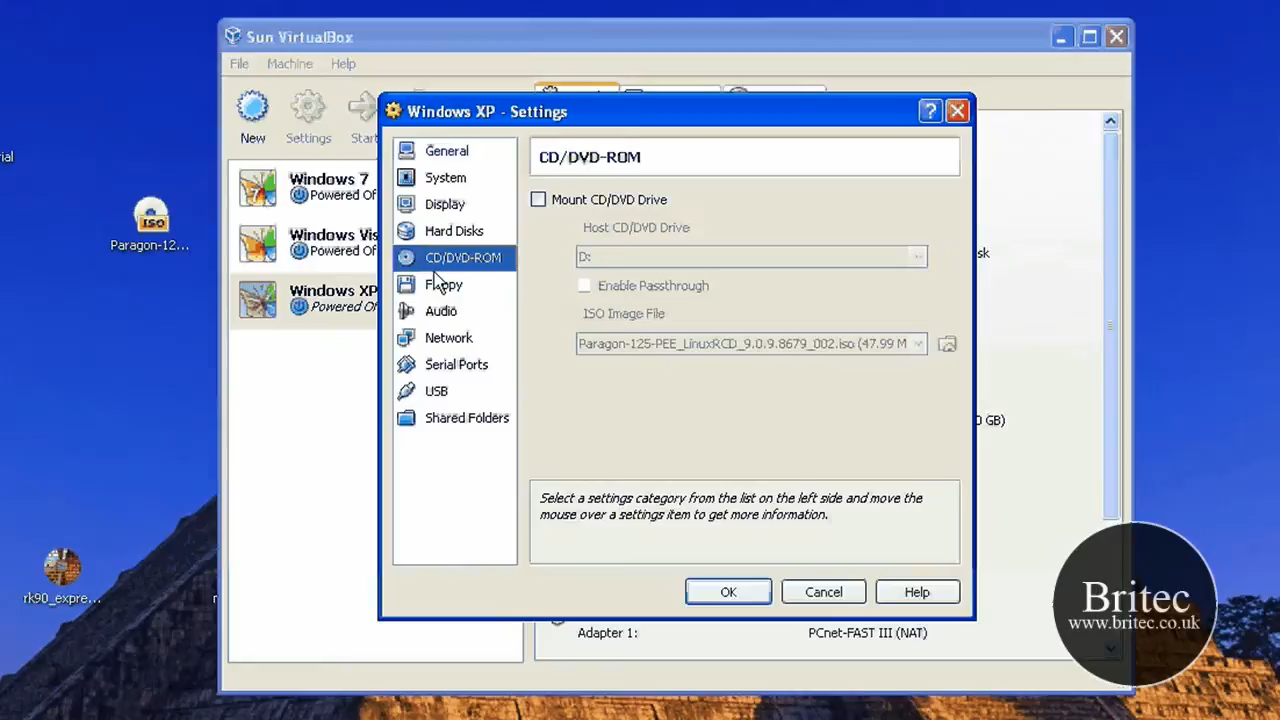 Sun VirtualBox
File Machine Help
New
Settings
Start
Windows 7
Powered Of
Windows Vis
Powered Of
Windows XP
Powered Of
ial
Paragon-12...
rk90_expre...
Windows XP - Settings
General
System
Display
Hard Disks
CD/DVD-ROM
Floppy
Audio
Network
Serial Ports
USB
Shared Folders
CD/DVD-ROM
Mount CD/DVD Drive
Host CD/DVD Drive
D:
Enable Passthrough
ISO Image File
Paragon-125-PEE_LinuxRCD_9.0.9.8679_002.iso (47.99 M
Select a settings category from the list on the left side and move the
mouse over a settings item to get more information.
OK
Cancel
Help
sk
0 GB)
Adapter 1:
PCnet-FAST III (NAT)
Britec
www.britec.co.uk
ISO